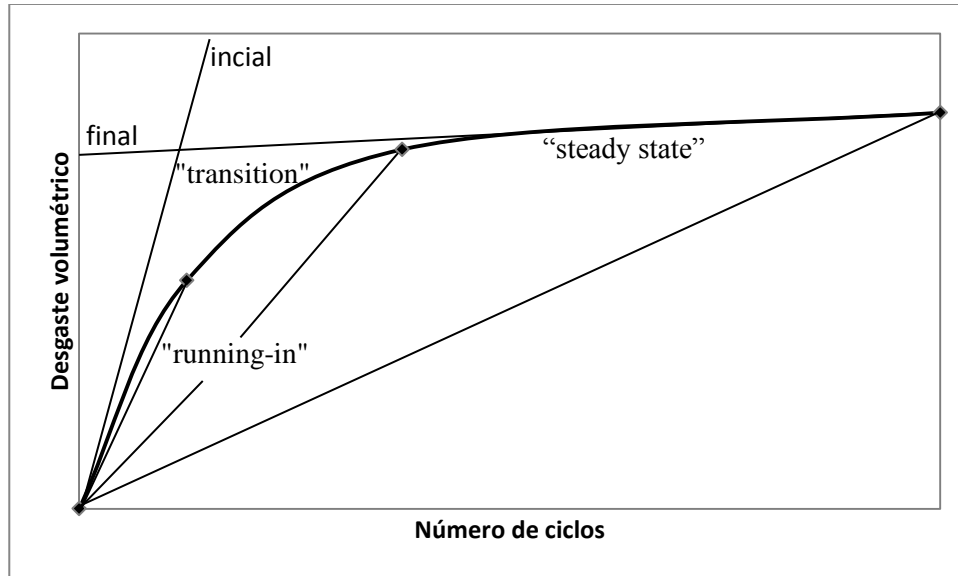 incial
final
"transition"
“steady state”
"running-in"
Desgaste volumétrico
Número de ciclos